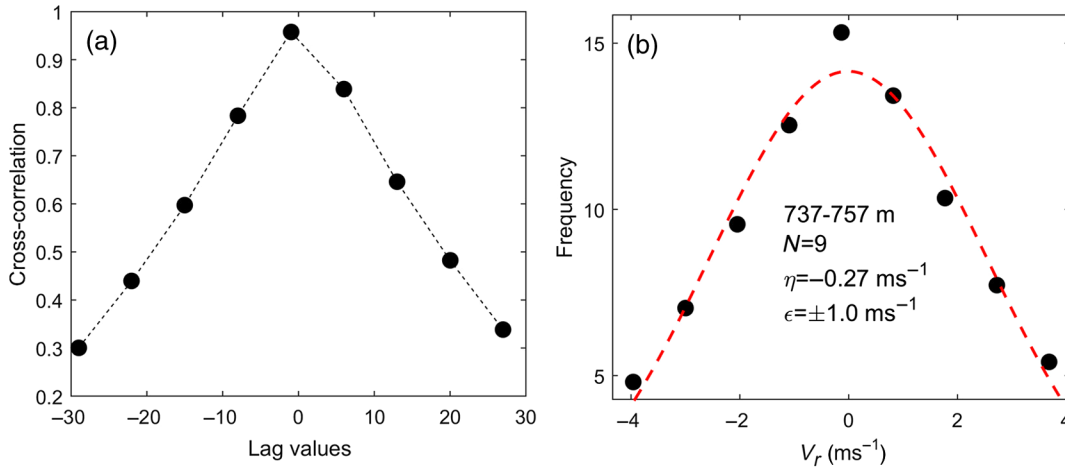 (a)
1
0.9
0.8
0.7
0.6
0.5
0.4
0.3
0.2
Cross-correlation
–30 –20 –10 0 10 20 30
Lag values
(b)
15
10
5
Frequency
737-757 m
N=9
η=–0.27 ms⁻¹
ϵ=±1.0 ms⁻¹
–4 –2 0 2 4
Vᵣ (ms⁻¹)